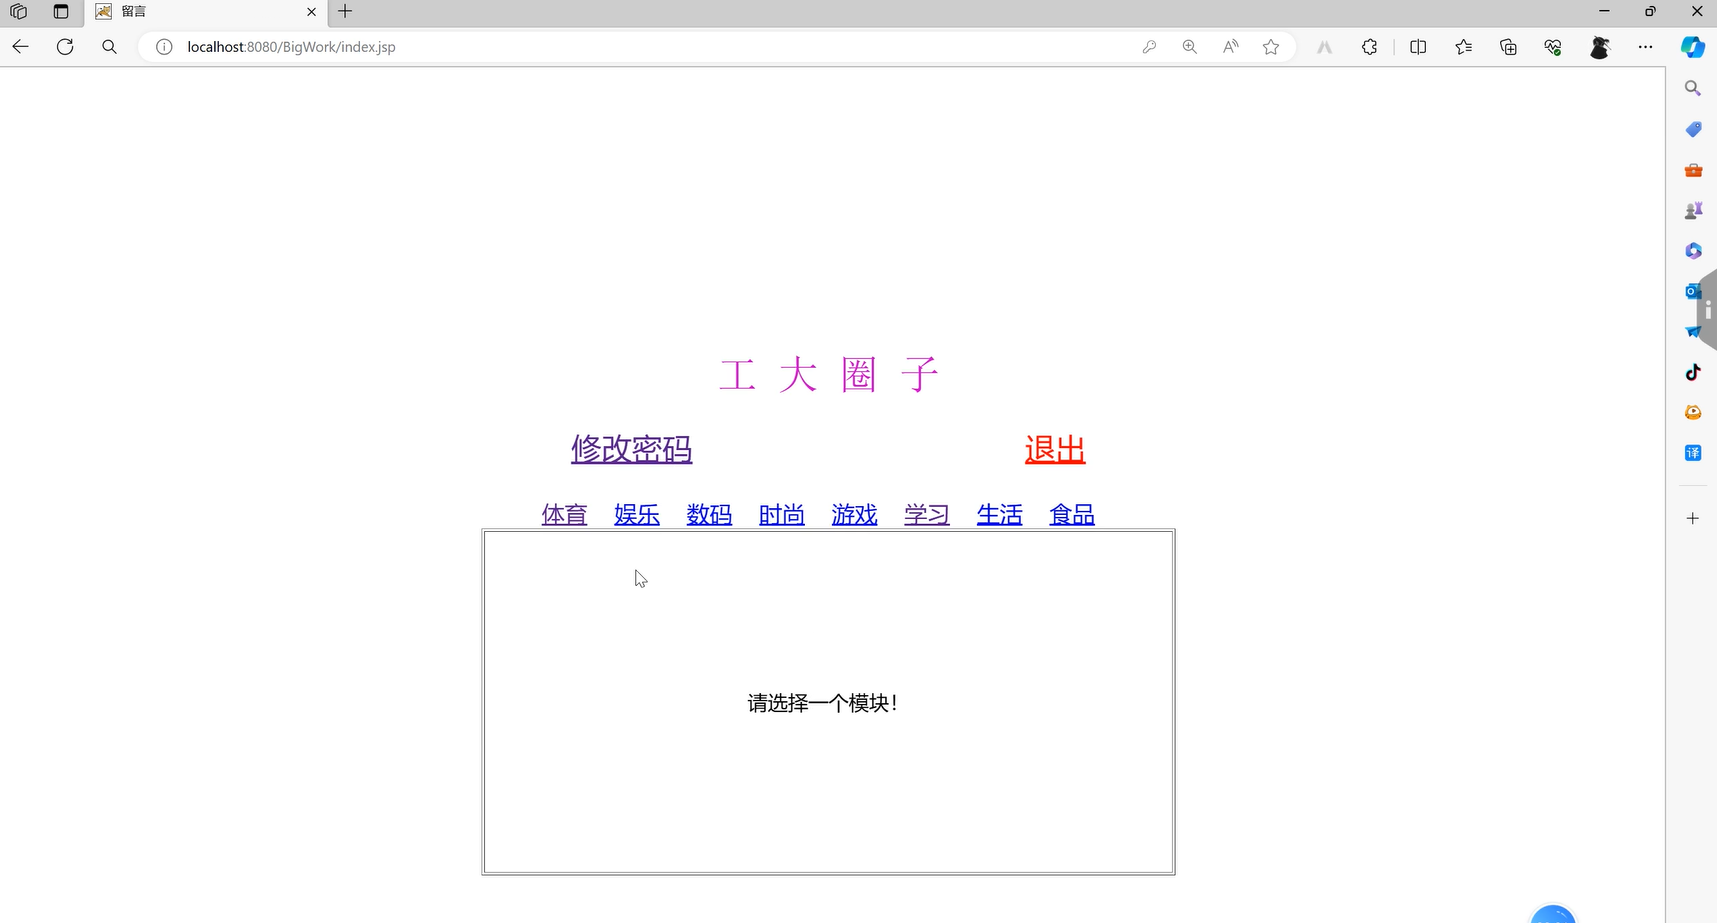 留言
localhost:8080/BigWork/index.jsp
工大圈子
修改密码 退出
体育 娱乐 数码 时尚 游戏 学习 生活 食品
请选择一个模块!
译